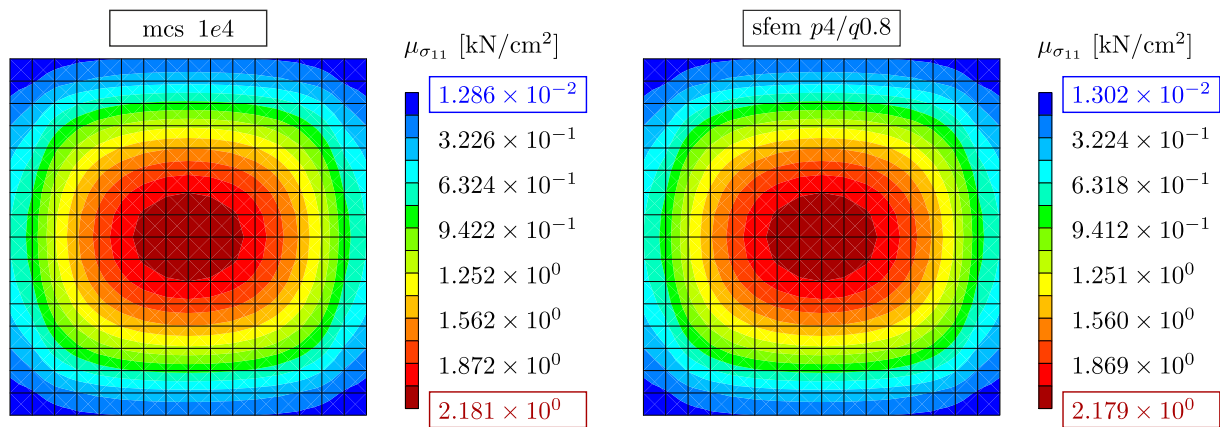 mcs 1e4
μσ₁₁ [kN/cm²]
1.286 × 10⁻²
3.226 × 10⁻¹
6.324 × 10⁻¹
9.422 × 10⁻¹
1.252 × 10⁰
1.562 × 10⁰
1.872 × 10⁰
2.181 × 10⁰
sfem p4/q0.8
μσ₁₁ [kN/cm²]
1.302 × 10⁻²
3.224 × 10⁻¹
6.318 × 10⁻¹
9.412 × 10⁻¹
1.251 × 10⁰
1.560 × 10⁰
1.869 × 10⁰
2.179 × 10⁰